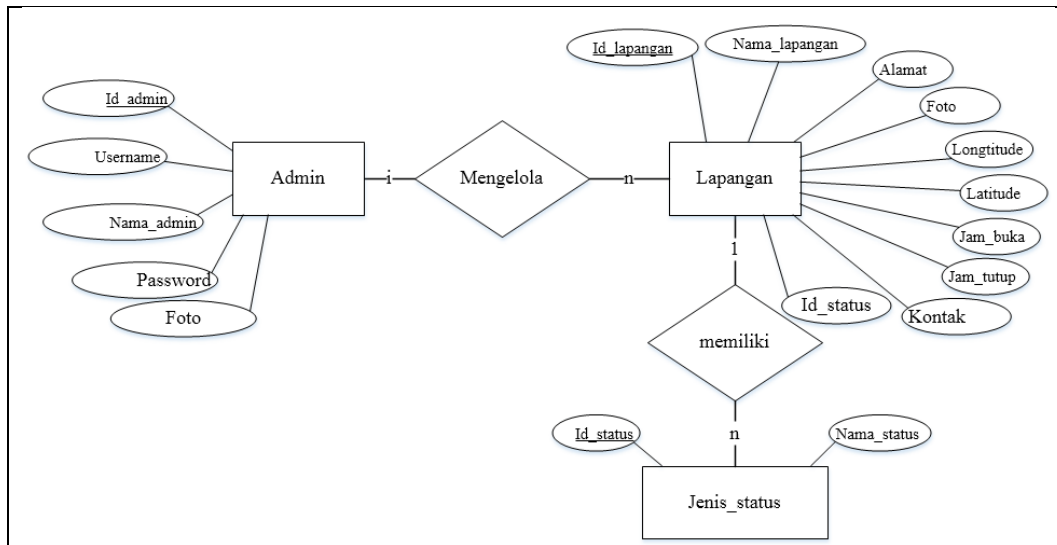 Id_lapangan
Nama_lapangan
Alamat
Foto
Longtitude
Latitude
Jam_buka
Jam_tutup
Kontak
Id_status
Id_admin
Username
Nama_admin
Password
Foto
Admin
i
Mengelola
n
Lapangan
1
memiliki
n
Id_status
Nama_status
Jenis_status